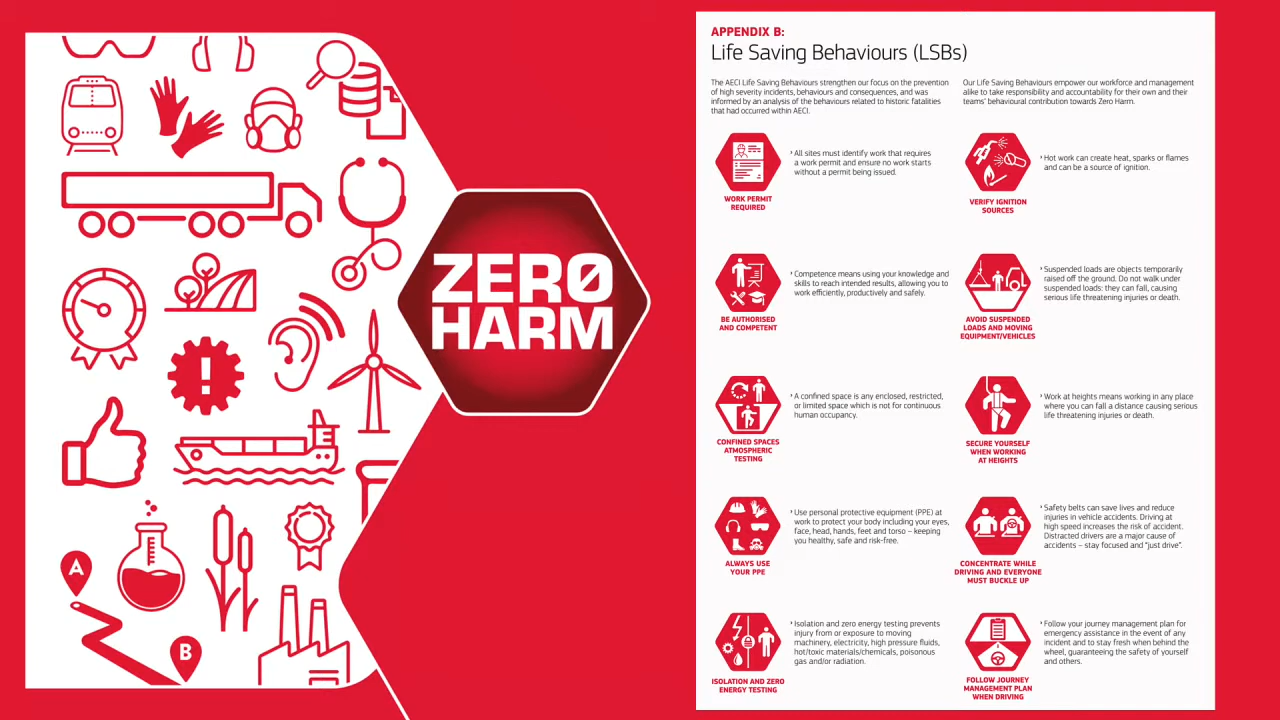 ZERO
HARM
!
A
B
APPENDIX B:
Life Saving Behaviours (LSBs)
The AECI Life Saving Behaviours strengthen our focus on the prevention
of high severity incidents, behaviours and consequences, and was
informed by an analysis of the behaviours related to historic fatalities
that had occurred within AECI.
Our Life Saving Behaviours empower our workforce and management
alike to take responsibility and accountability for their own and their
teams' behavioural contribution towards Zero Harm.
WORK PERMIT
REQUIRED
› All sites must identify work that requires
a work permit and ensure no work starts
without a permit being issued.
VERIFY IGNITION
SOURCES
› Hot work can create heat, sparks or flames
and can be a source of ignition.
BE AUTHORISED
AND COMPETENT
› Competence means using your knowledge and
skills to reach intended results, allowing you to
work efficiently, productively and safely.
AVOID SUSPENDED
LOADS AND MOVING
EQUIPMENT/VEHICLES
› Suspended loads are objects temporarily
raised off the ground. Do not walk under
suspended loads: they can fall, causing
serious life threatening injuries or death.
CONFINED SPACES
ATMOSPHERIC
TESTING
› A confined space is any enclosed, restricted,
or limited space which is not for continuous
human occupancy.
SECURE YOURSELF
WHEN WORKING
AT HEIGHTS
› Work at heights means working in any place
where you can fall a distance causing serious
life threatening injuries or death.
ALWAYS USE
YOUR PPE
› Use personal protective equipment (PPE) at
work to protect your body including your eyes,
face, head, hands, feet and torso – keeping
you healthy, safe and risk-free.
CONCENTRATE WHILE
DRIVING AND EVERYONE
MUST BUCKLE UP
› Safety belts can save lives and reduce
injuries in vehicle accidents. Driving at
high speed increases the risk of accident.
Distracted drivers are a major cause of
accidents – stay focused and "just drive".
ISOLATION AND ZERO
ENERGY TESTING
› Isolation and zero energy testing prevents
injury from or exposure to moving
machinery, electricity, high pressure fluids,
hot/toxic materials/chemicals, poisonous
gas and/or radiation.
FOLLOW JOURNEY
MANAGEMENT PLAN
WHEN DRIVING
› Follow your journey management plan for
emergency assistance in the event of any
incident and to stay fresh when behind the
wheel, guaranteeing the safety of yourself
and others.